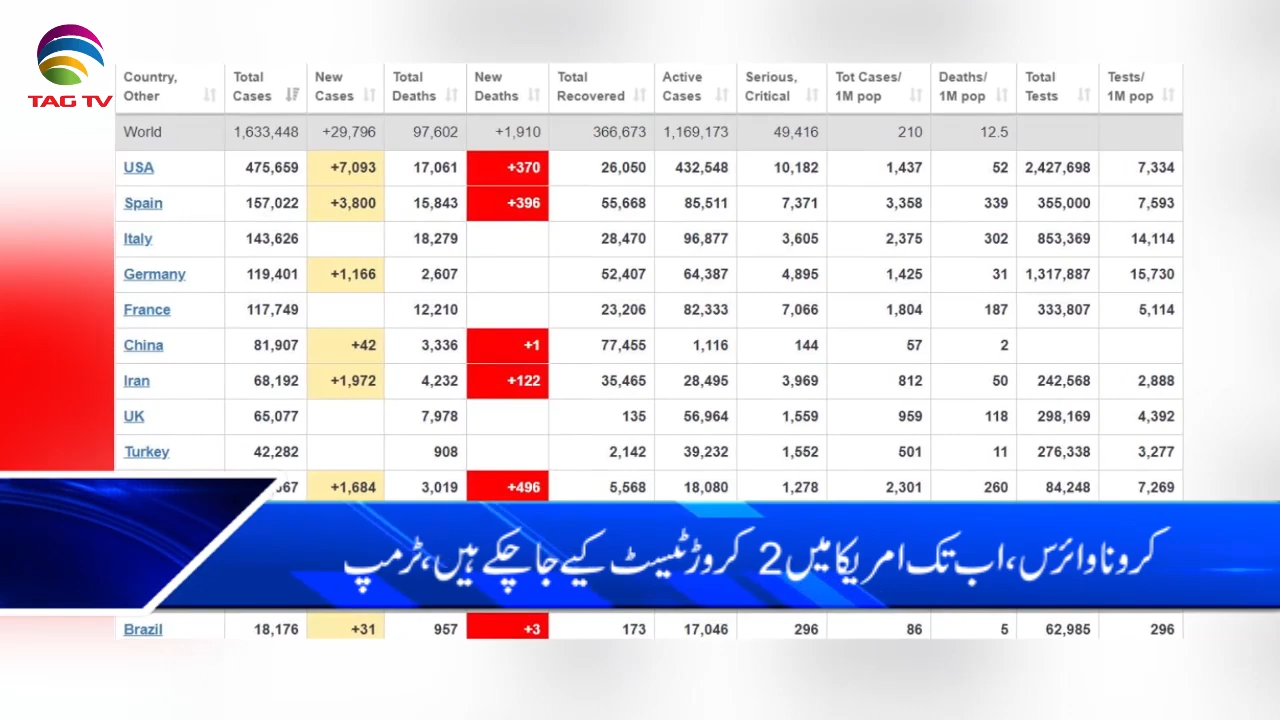 TAG TV
Country, Other Total Cases New Cases Total Deaths New Deaths Total Recovered Active Cases Serious, Critical Tot Cases/ 1M pop Deaths/ 1M pop Total Tests Tests/ 1M pop
World 1,633,448 +29,796 97,602 +1,910 366,673 1,169,173 49,416 210 12.5
USA 475,659 +7,093 17,061 +370 26,050 432,548 10,182 1,437 52 2,427,698 7,334
Spain 157,022 +3,800 15,843 +396 55,668 85,511 7,371 3,358 339 355,000 7,593
Italy 143,626 18,279 28,470 96,877 3,605 2,375 302 853,369 14,114
Germany 119,401 +1,166 2,607 52,407 64,387 4,895 1,425 31 1,317,887 15,730
France 117,749 12,210 23,206 82,333 7,066 1,804 187 333,807 5,114
China 81,907 +42 3,336 +1 77,455 1,116 144 57 2
Iran 68,192 +1,972 4,232 +122 35,465 28,495 3,969 812 50 242,568 2,888
UK 65,077 7,978 135 56,964 1,559 959 118 298,169 4,392
Turkey 42,282 908 2,142 39,232 1,552 501 11 276,338 3,277
+1,684 3,019 +496 5,568 18,080 1,278 2,301 260 84,248 7,269
کرونا وائرس، اب تک امریکا میں 2 کروڑ ٹیسٹ کیے جا چکے ہیں، ٹرمپ
Brazil 18,176 +31 957 +3 173 17,046 296 86 5 62,985 296